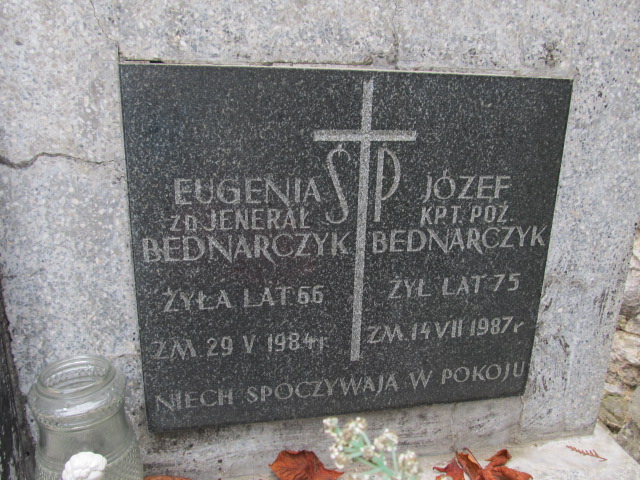 Ś P
EUGENIA
ZD. JENERAŁ
BEDNARCZYK
ŻYŁA LAT 66
ZM. 29 V 1984 r
JÓZEF
KPT. POŻ
BEDNARCZYK
ŻYŁ LAT 75
ZM. 14 VII 1987 r
NIECH SPOCZYWAJĄ W POKOJU